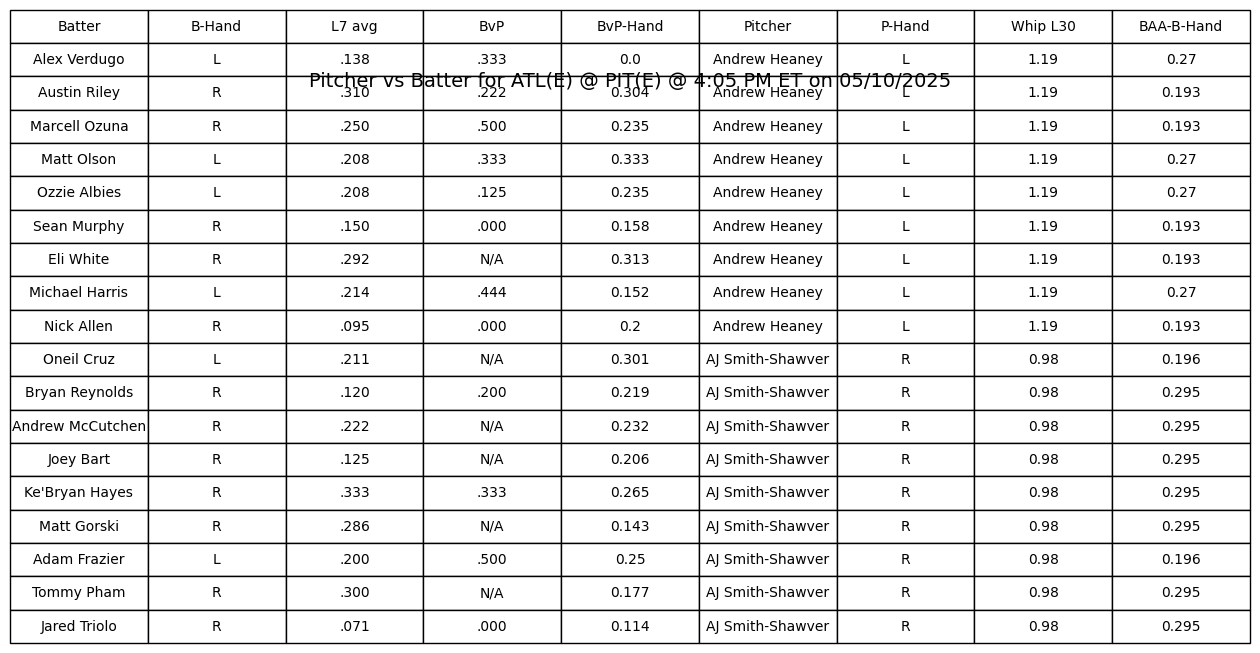 Batter B-Hand L7 avg BvP BvP-Hand Pitcher P-Hand Whip L30 BAA-B-Hand
Alex Verdugo L .138 .333 0.0 Andrew Heaney L 1.19 0.27
Pitcher vs Batter for ATL(E) @ PIT(E) @ 4:05 PM ET on 05/10/2025
Austin Riley R .310 .222 0.304 Andrew Heaney L 1.19 0.193
Marcell Ozuna R .250 .500 0.235 Andrew Heaney L 1.19 0.193
Matt Olson L .208 .333 0.333 Andrew Heaney L 1.19 0.27
Ozzie Albies L .208 .125 0.235 Andrew Heaney L 1.19 0.27
Sean Murphy R .150 .000 0.158 Andrew Heaney L 1.19 0.193
Eli White R .292 N/A 0.313 Andrew Heaney L 1.19 0.193
Michael Harris L .214 .444 0.152 Andrew Heaney L 1.19 0.27
Nick Allen R .095 .000 0.2 Andrew Heaney L 1.19 0.193
Oneil Cruz L .211 N/A 0.301 AJ Smith-Shawver R 0.98 0.196
Bryan Reynolds R .120 .200 0.219 AJ Smith-Shawver R 0.98 0.295
Andrew McCutchen R .222 N/A 0.232 AJ Smith-Shawver R 0.98 0.295
Joey Bart R .125 N/A 0.206 AJ Smith-Shawver R 0.98 0.295
Ke'Bryan Hayes R .333 .333 0.265 AJ Smith-Shawver R 0.98 0.295
Matt Gorski R .286 N/A 0.143 AJ Smith-Shawver R 0.98 0.295
Adam Frazier L .200 .500 0.25 AJ Smith-Shawver R 0.98 0.196
Tommy Pham R .300 N/A 0.177 AJ Smith-Shawver R 0.98 0.295
Jared Triolo R .071 .000 0.114 AJ Smith-Shawver R 0.98 0.295